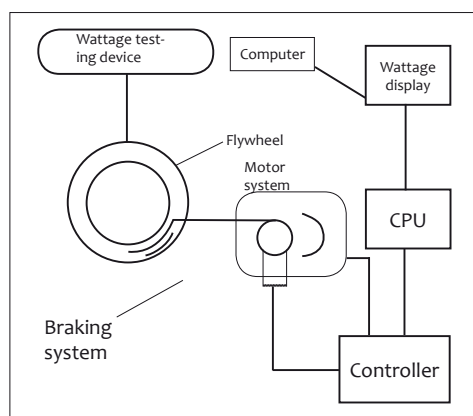 Wattage test-
ing device
Computer
Wattage
display
Flywheel
Motor
system
CPU
Braking
system
Controller